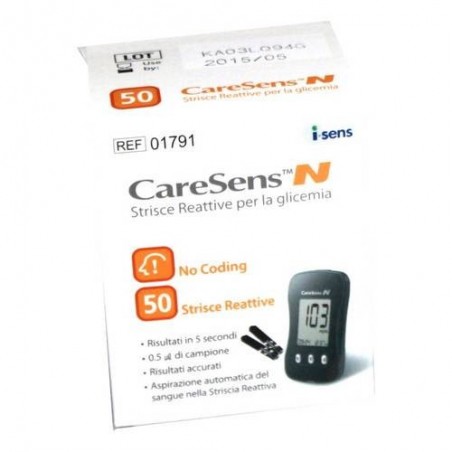 LOT
Use
by:
KA03L094G
2015/05
50
CareSens™ N
Strisce Reattive per la glicemia
REF 01791
i-sens
CareSens™ N
Strisce Reattive per la glicemia
No Coding
50 Strisce Reattive
• Risultati in 5 secondi
• 0.5 ㎕ di campione
• Risultati accurati
• Aspirazione automatica del
sangue nella Striscia Reattiva
CareSens N
103